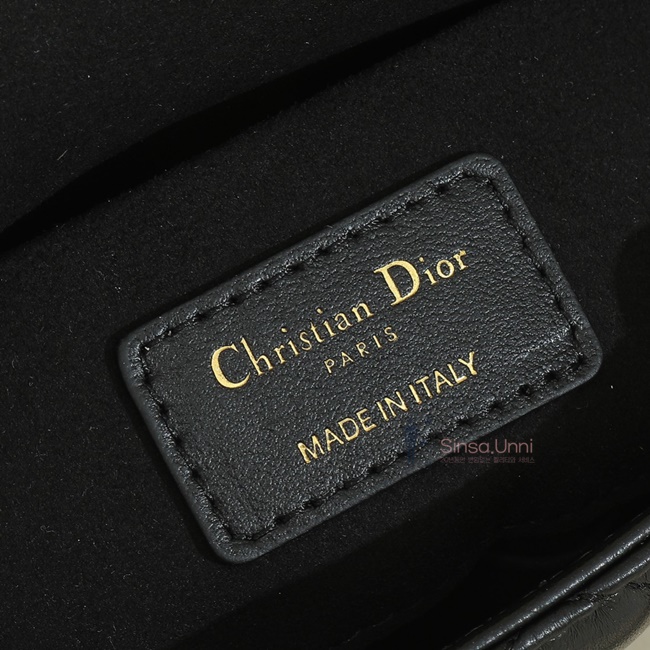 Christian Dior
PARIS
MADE IN ITALY
Sinsa.Unni